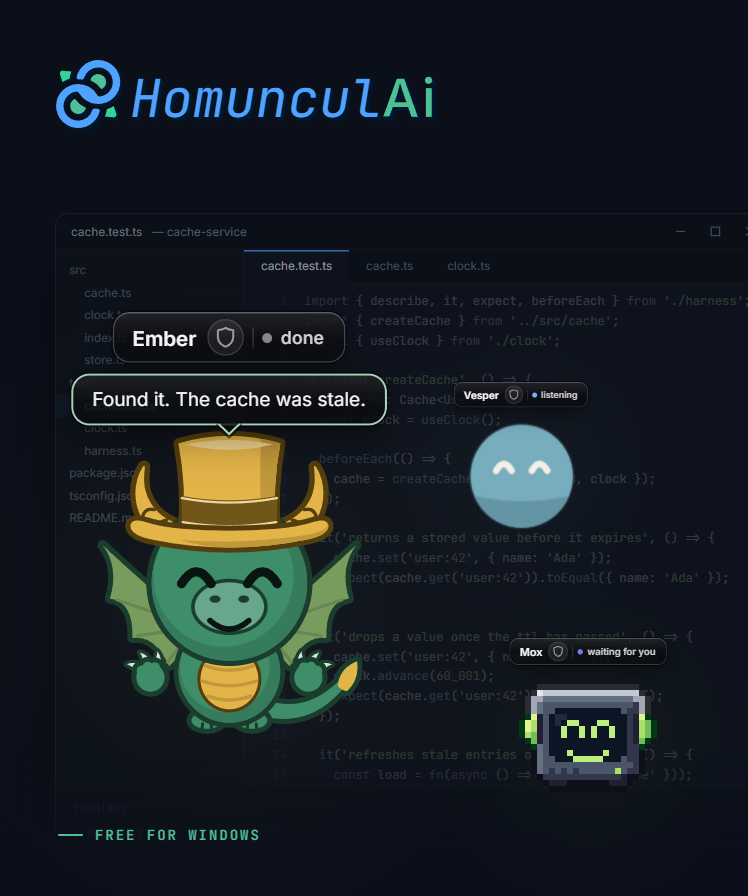 HomunculAi
cache.test.ts — cache-service
src
cache.test.ts
cache.ts
clock.ts
cache.ts
1 import { describe, it, expect, beforeEach } from './harness';
clock
{ createCache } from '../src/cache';
index
{ useClock } from './clock';
Ember
done
store.ts
Found it. The cache was stale.
createCache', () => {
Vesper
listening
Cache<
= useClock();
clock.ts
harness.ts
beforeEach(() => {
package.json
cache = createCache
, clock });
tsconfig.jso
README.m
'returns a stored value before it expires', () => {
cache.set('user:42', { name: 'Ada' });
expect(cache.get('user:42')).toEqual({ name: 'Ada' });
('drops a value once the ttl has passed', () => {
Mox
waiting for you
cache.set('user:42', { n
.advance(60_001);
expect(cache.get('user:42')
});
23
24 it('refreshes stale entries o
() => {
25 const load = fn(async () =>
' }));
TERMINAL
FREE FOR WINDOWS